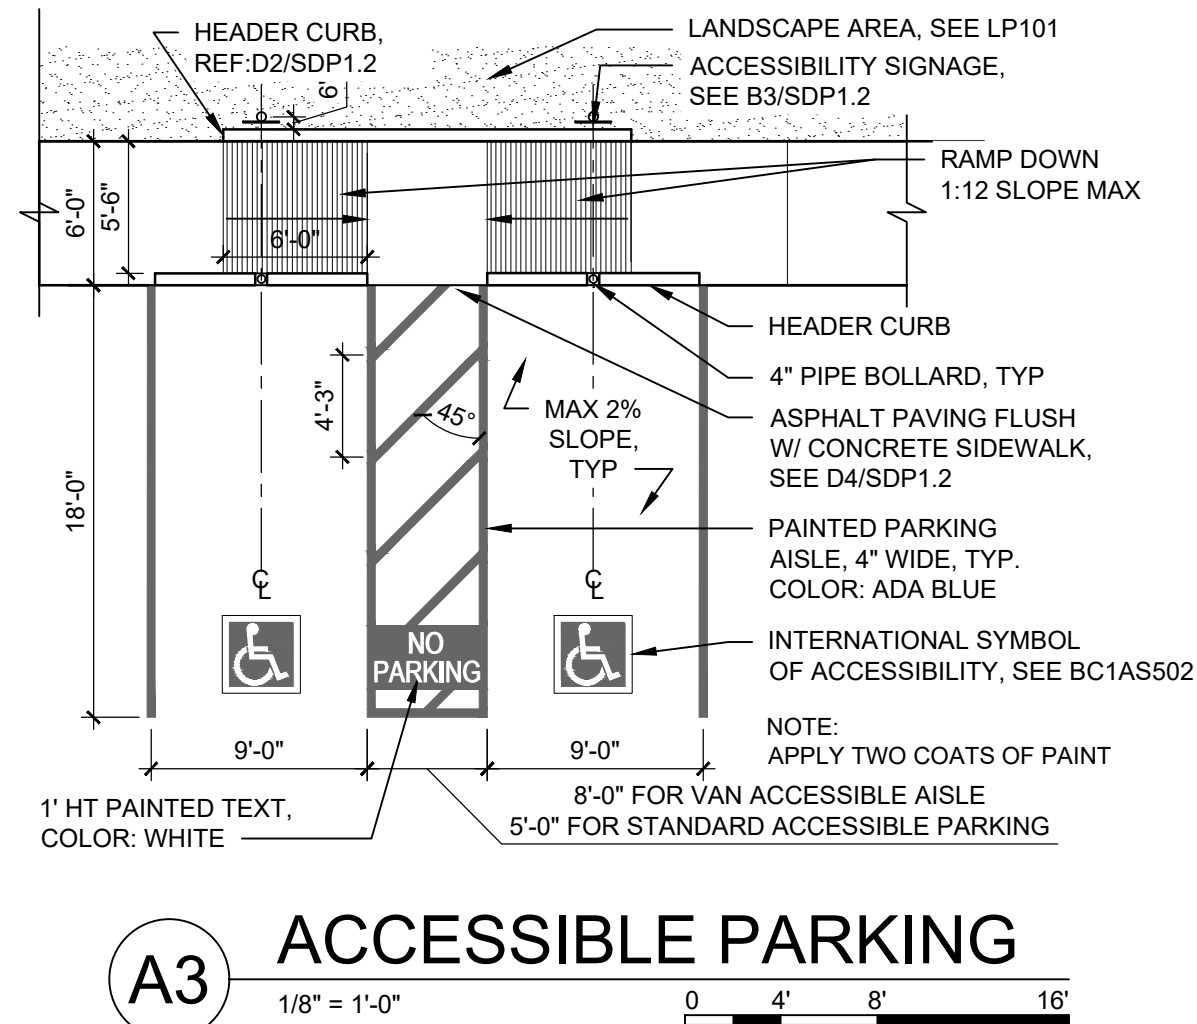 HEADER CURB,
REF:D2/SDP1.2
LANDSCAPE AREA, SEE LP101
ACCESSIBILITY SIGNAGE,
SEE B3/SDP1.2
6'
RAMP DOWN
1:12 SLOPE MAX
6'-0"
5'-6"
6'-0"
HEADER CURB
4" PIPE BOLLARD, TYP
ASPHALT PAVING FLUSH
W/ CONCRETE SIDEWALK,
SEE D4/SDP1.2
4'-3"
45°
MAX 2%
SLOPE,
TYP
18'-0"
PAINTED PARKING
AISLE, 4" WIDE, TYP.
COLOR: ADA BLUE
INTERNATIONAL SYMBOL
OF ACCESSIBILITY, SEE BC1AS502
NO
PARKING
NOTE:
APPLY TWO COATS OF PAINT
9'-0"
9'-0"
8'-0" FOR VAN ACCESSIBLE AISLE
5'-0" FOR STANDARD ACCESSIBLE PARKING
1' HT PAINTED TEXT,
COLOR: WHITE
A3
ACCESSIBLE PARKING
1/8" = 1'-0"
0 4' 8' 16'